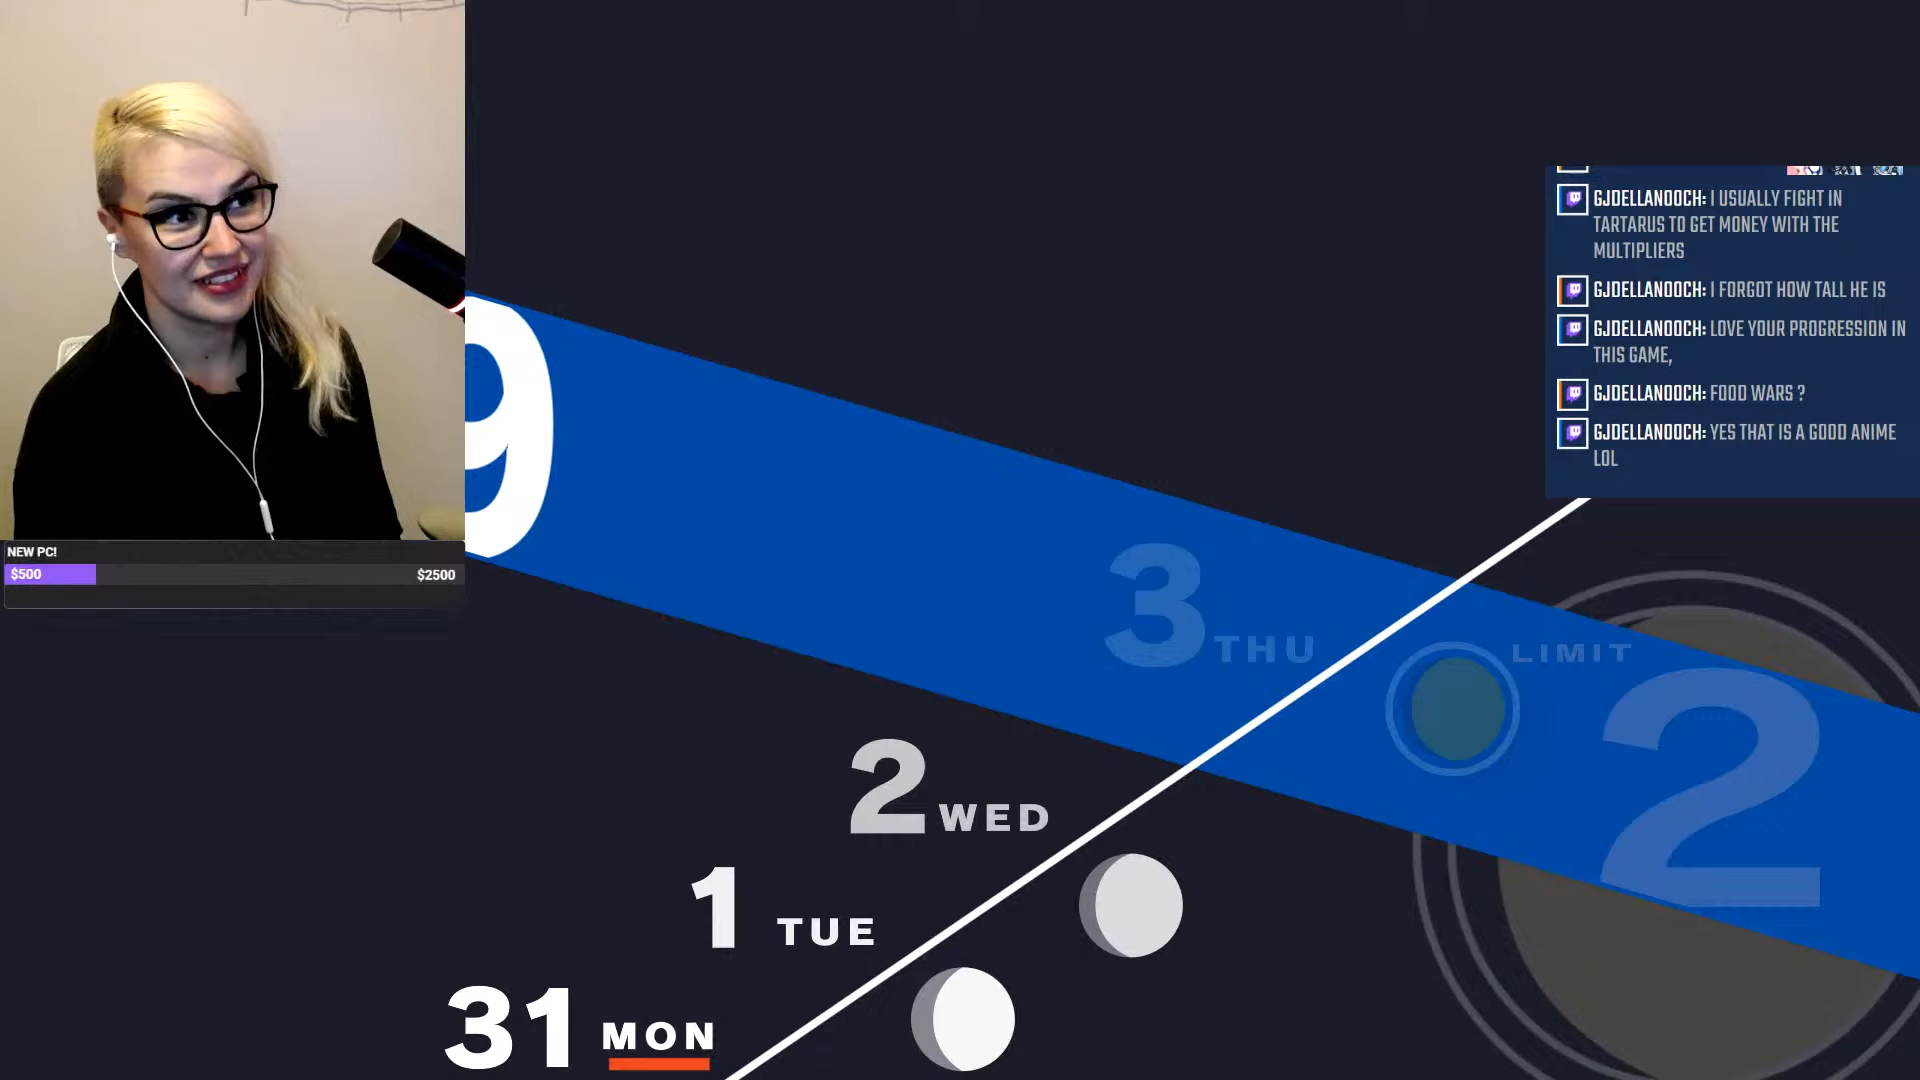 GJDELLANOOCH: I USUALLY FIGHT IN
TARTARUS TO GET MONEY WITH THE
MULTIPLIERS
GJDELLANOOCH: I FORGOT HOW TALL HE IS
GJDELLANOOCH: LOVE YOUR PROGRESSION IN
THIS GAME,
GJDELLANOOCH: FOOD WARS ?
GJDELLANOOCH: YES THAT IS A GOOD ANIME
LOL
9
NEW PC!
$500 $2500
3 THU
LIMIT
2
2 WED
1 TUE
31 MON